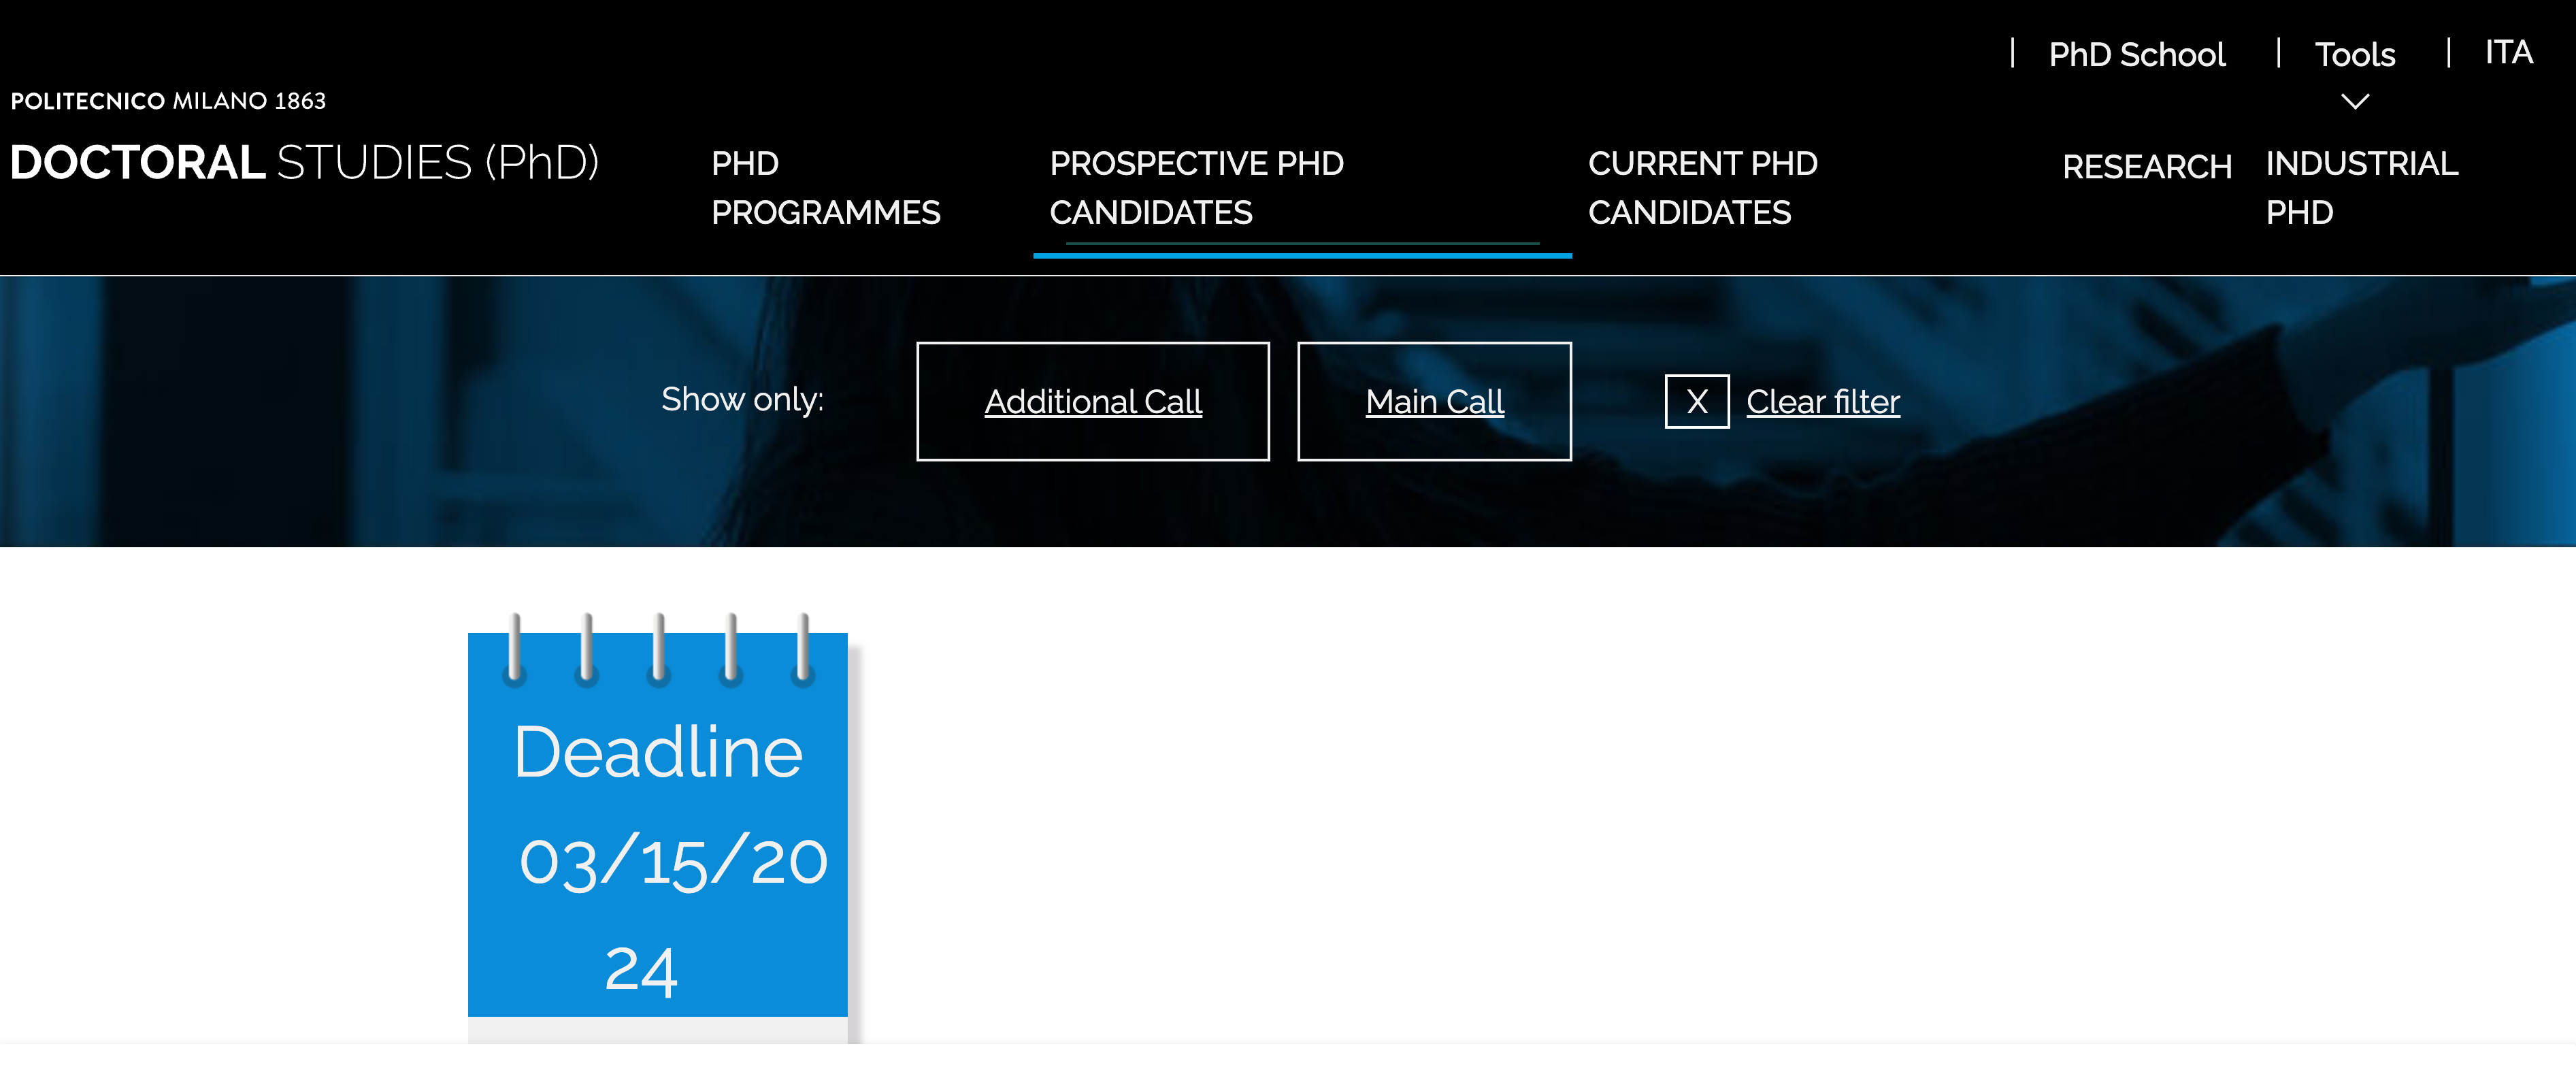 PhD School
Tools
ITA
POLITECNICO MILANO 1863
DOCTORAL STUDIES (PhD)
PHD
PROGRAMMES
PROSPECTIVE PHD
CANDIDATES
CURRENT PHD
CANDIDATES
RESEARCH
INDUSTRIAL
PHD
Show only:
Additional Call
Main Call
X
Clear filter
Deadline
03/15/20
24